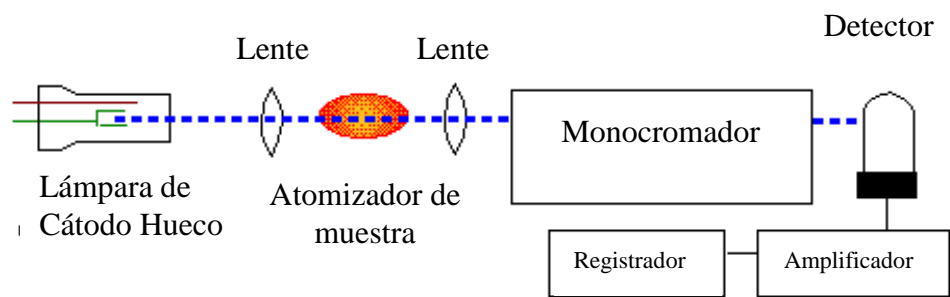 Detector
Lente
Lente
Monocromador
Lámpara de
Cátodo Hueco
Atomizador de
muestra
Registrador
Amplificador